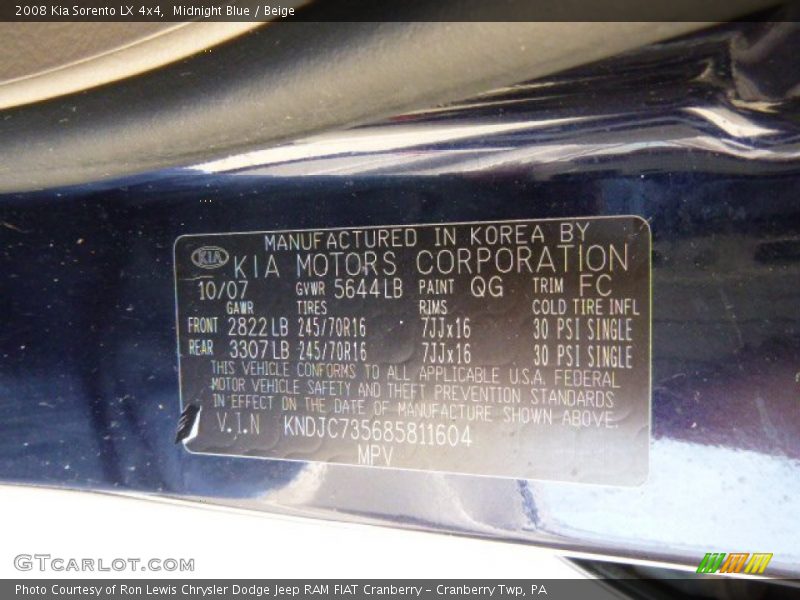 2008 Kia Sorento LX 4x4,  Midnight Blue / Beige
MANUFACTURED IN KOREA BY
KIA KIA MOTORS CORPORATION
10/07 GVWR 5644LB PAINT QG TRIM FC
GAWR TIRES RIMS COLD TIRE INFL
FRONT 2822LB 245/70R16 7JJx16 30 PSI SINGLE
REAR 3307LB 245/70R16 7JJx16 30 PSI SINGLE
THIS VEHICLE CONFORMS TO ALL APPLICABLE U.S.A. FEDERAL
MOTOR VEHICLE SAFETY AND THEFT PREVENTION STANDARDS
IN EFFECT ON THE DATE OF MANUFACTURE SHOWN ABOVE.
V.I.N KNDJC735685811604
MPV
GTCARLOT.COM
Photo Courtesy of Ron Lewis Chrysler Dodge Jeep RAM FIAT Cranberry - Cranberry Twp, PA